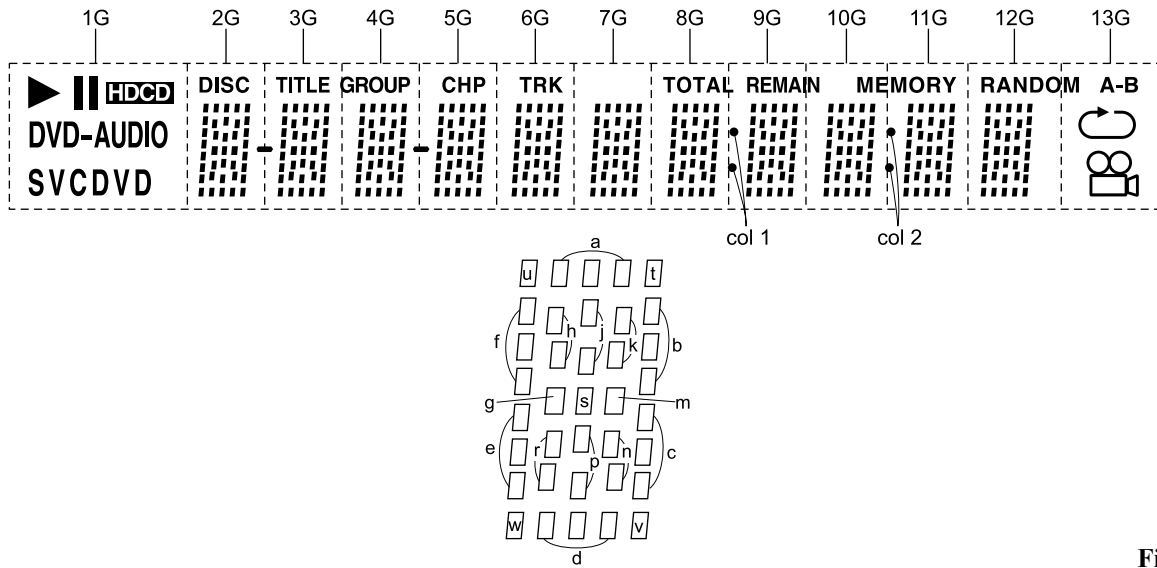 1G 2G 3G 4G 5G 6G 7G 8G 9G 10G 11G 12G 13G
HDCD DISC TITLE GROUP CHP TRK TOTAL REMAIN MEMORY RANDOM A-B
DVD-AUDIO
SVCDVD
col 1 col 2
a
u t
f h j k b
g s m
e r p n c
w v
d
Fi